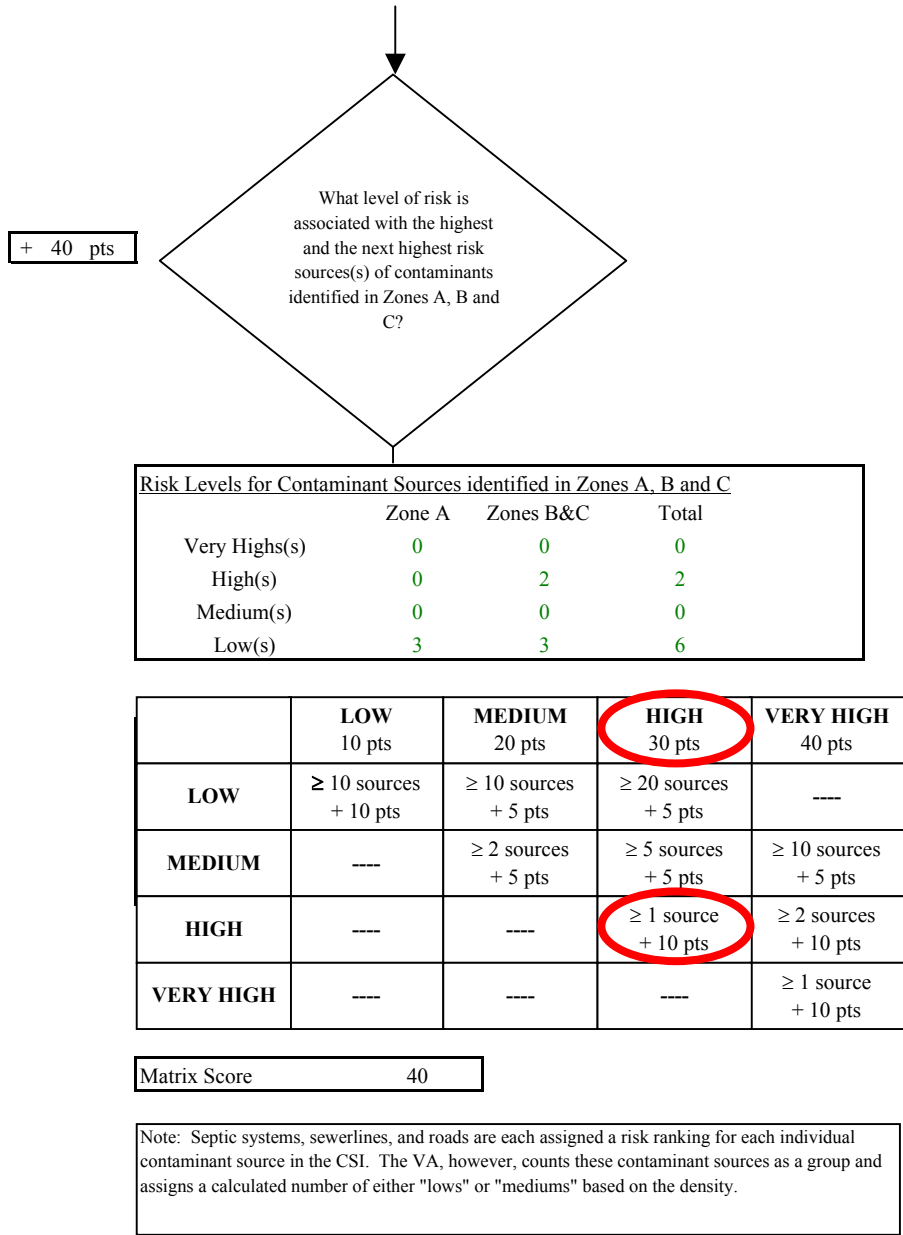 What level of risk is
associated with the highest
and the next highest risk
sources(s) of contaminants
identified in Zones A, B and
C?
+ 40 pts
Risk Levels for Contaminant Sources identified in Zones A, B and C
Zone A Zones B&C Total
Very Highs(s) 0 0 0
High(s) 0 2 2
Medium(s) 0 0 0
Low(s) 3 3 6
LOW MEDIUM HIGH VERY HIGH
10 pts 20 pts 30 pts 40 pts
LOW ≥ 10 sources ≥ 10 sources ≥ 20 sources ----
+ 10 pts + 5 pts + 5 pts
MEDIUM ---- ≥ 2 sources ≥ 5 sources ≥ 10 sources
+ 5 pts + 5 pts + 5 pts
HIGH ---- ---- ≥ 1 source ≥ 2 sources
+ 10 pts + 10 pts
VERY HIGH ---- ---- ---- ≥ 1 source
+ 10 pts
Matrix Score 40
Note: Septic systems, sewerlines, and roads are each assigned a risk ranking for each individual
contaminant source in the CSI. The VA, however, counts these contaminant sources as a group and
assigns a calculated number of either "lows" or "mediums" based on the density.